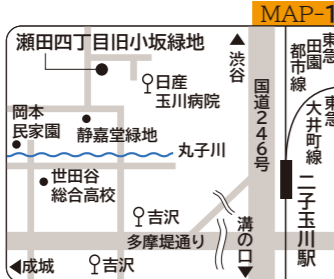 MAP-1
瀬田四丁目旧小坂緑地
▲渋谷
東急
田園
都市線
東急
大井町線
日産
玉川病院
国道246号
岡本
民家園
静嘉堂緑地
丸子川
世田谷
総合高校
二子玉川駅
吉沢
溝の口▼
多摩堤通り
◀成城
吉沢